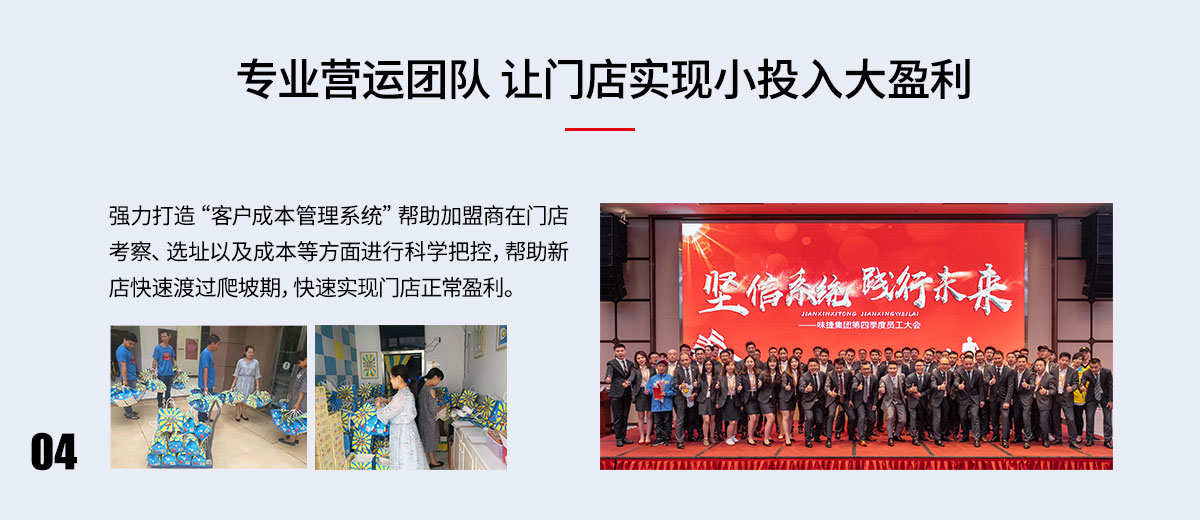 专业营运团队 让门店实现小投入大盈利
强力打造“客户成本管理系统”帮助加盟商在门店
考察、选址以及成本等方面进行科学把控，帮助新
店快速渡过爬坡期，快速实现门店正常盈利。
坚信系统 践行未来
JIANXINXITONG JIANXINGWEILAI
——味捷集团第四季度员工大会
04